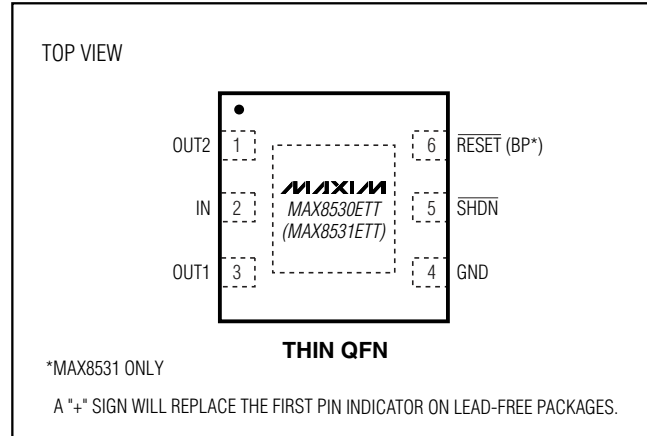 TOP VIEW
OUT2 1 6 RESET (BP*)
MAXIM
IN 2 MAX8530ETT 5 SHDN
(MAX8531ETT)
OUT1 3 4 GND
THIN QFN
*MAX8531 ONLY
A "+" SIGN WILL REPLACE THE FIRST PIN INDICATOR ON LEAD-FREE PACKAGES.